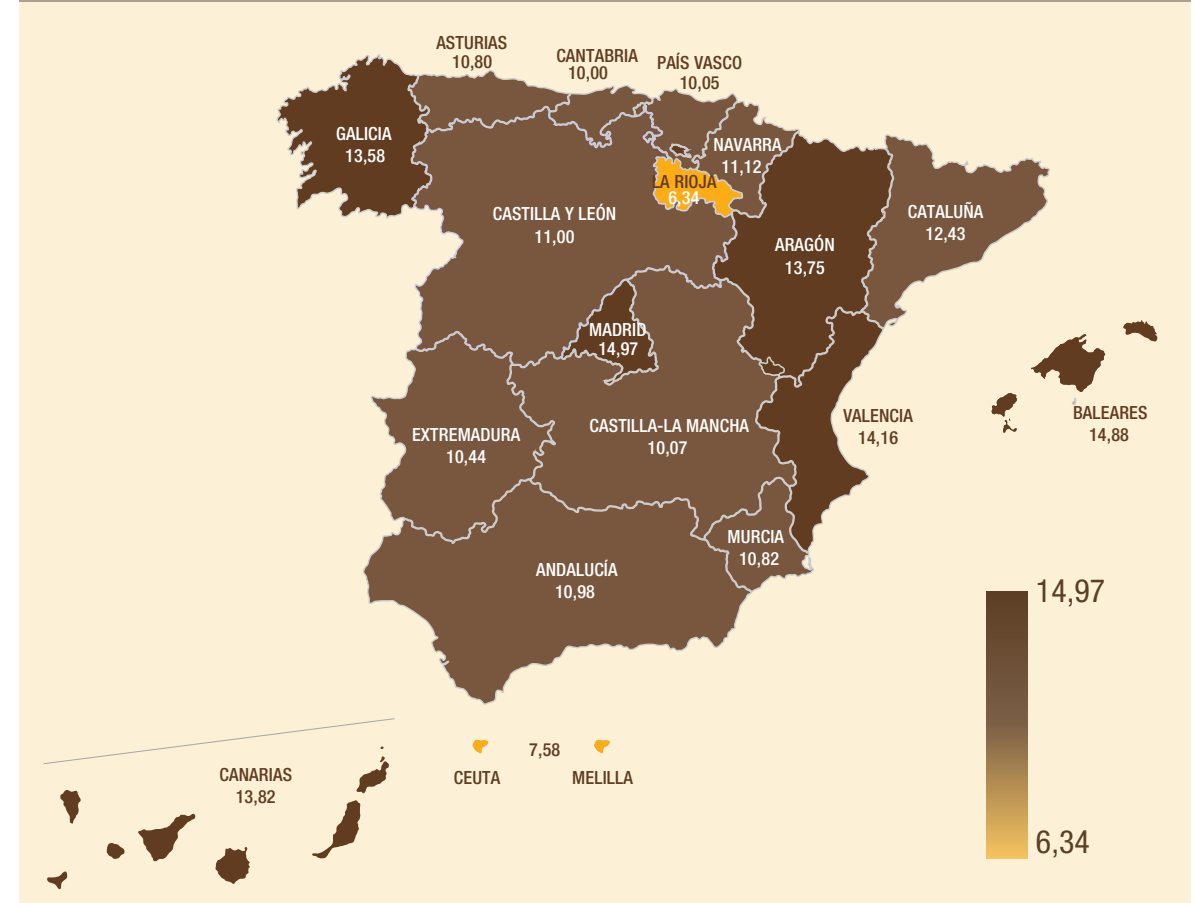 ASTURIAS
10,80
CANTABRIA
10,00
PAÍS VASCO
10,05
GALICIA
13,58
NAVARRA
11,12
LA RIOJA
6,34
CASTILLA Y LEÓN
11,00
CATALUÑA
12,43
ARAGÓN
13,75
MADRID
14,97
BALEARES
14,88
VALENCIA
14,16
CASTILLA-LA MANCHA
10,07
EXTREMADURA
10,44
MURCIA
10,82
ANDALUCÍA
10,98
14,97
6,34
7,58
CEUTA
MELILLA
CANARIAS
13,82